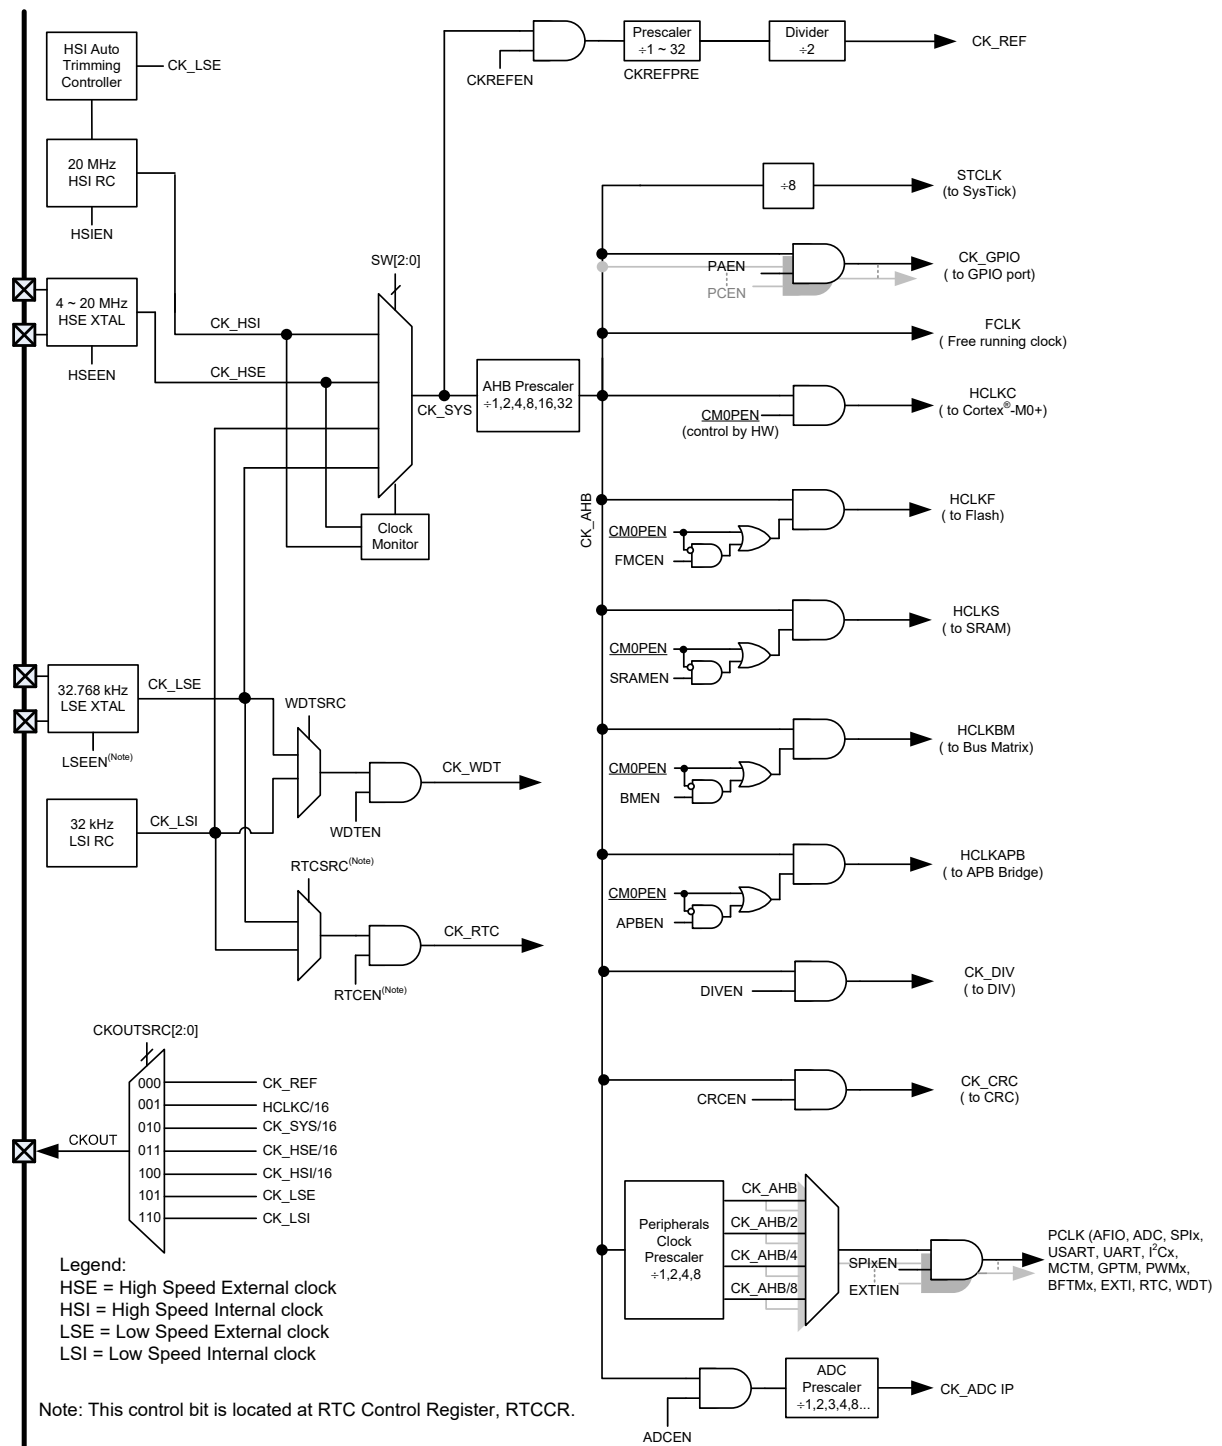 HSI Auto
Trimming
Controller
CK_LSE
20 MHz
HSI RC
HSIEN
4 ~ 20 MHz
HSE XTAL
HSEEN
CK_HSI
CK_HSE
SW[2:0]
CK_SYS
Clock
Monitor
CKREFEN
Prescaler
÷1 ~ 32
CKREFPRE
Divider
÷2
CK_REF
AHB Prescaler
÷1,2,4,8,16,32
CK_AHB
÷8
STCLK
(to SysTick)
PAEN
PCEN
CK_GPIO
( to GPIO port)
FCLK
( Free running clock)
CM0PEN
(control by HW)
HCLKC
( to Cortex®-M0+)
CM0PEN
FMCEN
HCLKF
( to Flash)
CM0PEN
SRAMEN
HCLKS
( to SRAM)
CM0PEN
BMEN
HCLKBM
( to Bus Matrix)
CM0PEN
APBEN
HCLKAPB
( to APB Bridge)
DIVEN
CK_DIV
( to DIV)
CRCEN
CK_CRC
( to CRC)
32.768 kHz
LSE XTAL
LSEEN(Note)
CK_LSE
32 kHz
LSI RC
CK_LSI
WDTSRC
WDTEN
CK_WDT
RTCSRC(Note)
RTCEN(Note)
CK_RTC
CKOUTSRC[2:0]
CKOUT
000 CK_REF
001 HCLKC/16
010 CK_SYS/16
011 CK_HSE/16
100 CK_HSI/16
101 CK_LSE
110 CK_LSI
Peripherals
Clock
Prescaler
÷1,2,4,8
CK_AHB
CK_AHB/2
CK_AHB/4
CK_AHB/8
SPIxEN
EXTIEN
PCLK (AFIO, ADC, SPIx,
USART, UART, I²Cx,
MCTM, GPTM, PWMx,
BFTMx, EXTI, RTC, WDT)
ADCEN
ADC
Prescaler
÷1,2,3,4,8...
CK_ADC IP
Legend:
HSE = High Speed External clock
HSI = High Speed Internal clock
LSE = Low Speed External clock
LSI = Low Speed Internal clock
Note: This control bit is located at RTC Control Register, RTCCR.